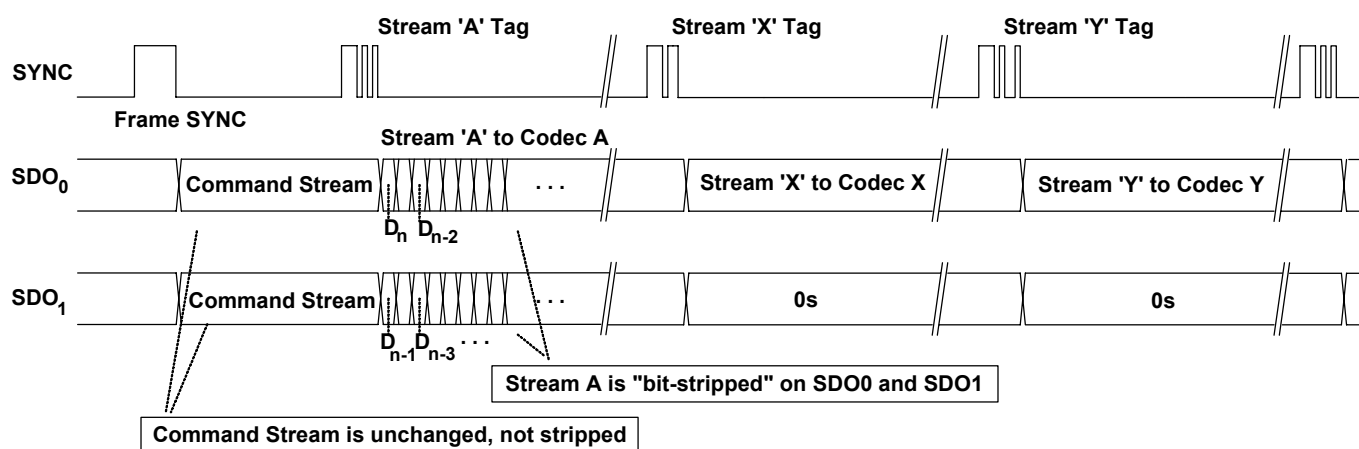 Stream 'A' Tag
Stream 'X' Tag
Stream 'Y' Tag
SYNC
Frame SYNC
Stream 'A' to Codec A
SDO0
Command Stream
. . .
Stream 'X' to Codec X
Stream 'Y' to Codec Y
Dn
Dn-2
SDO1
Command Stream
. . .
0s
0s
Dn-1
Dn-3
. . .
Stream A is "bit-stripped" on SDO0 and SDO1
Command Stream is unchanged, not stripped